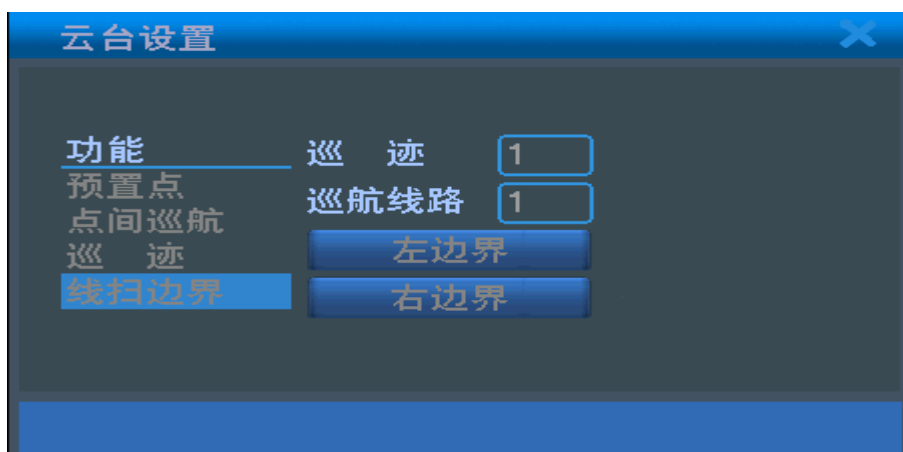 云台设置
功能
预置点
点间巡航
巡 迹
线扫边界
巡 迹 1
巡航线路 1
左边界
右边界